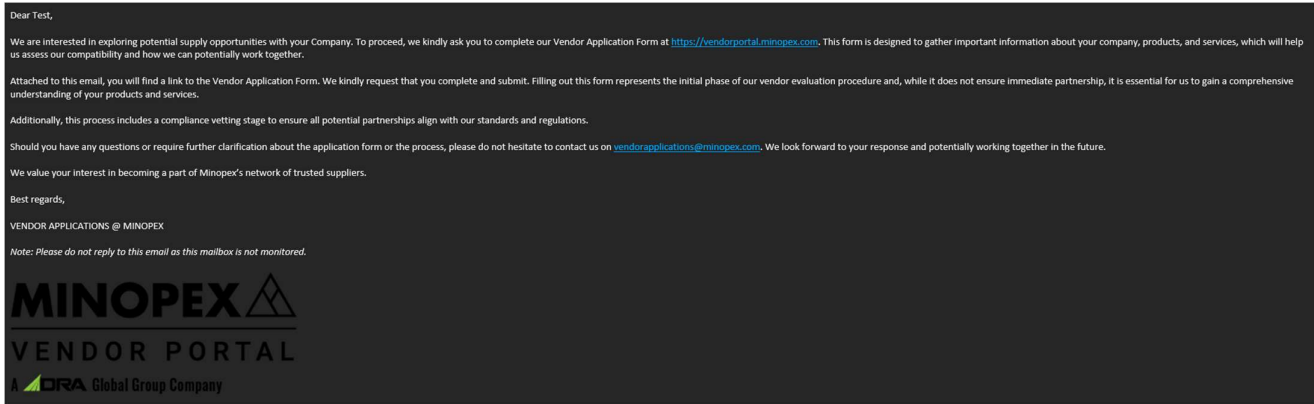 Dear Test,
We are interested in exploring potential supply opportunities with your Company. To proceed, we kindly ask you to complete our Vendor Application Form at https://vendorportal.minopex.com. This form is designed to gather important information about your company, products, and services, which will help
us assess our compatibility and how we can potentially work together.
Attached to this email, you will find a link to the Vendor Application Form. We kindly request that you complete and submit. Filling out this form represents the initial phase of our vendor evaluation procedure and, while it does not ensure immediate partnership, it is essential for us to gain a comprehensive
understanding of your products and services.
Additionally, this process includes a compliance vetting stage to ensure all potential partnerships align with our standards and regulations.
Should you have any questions or require further clarification about the application form or the process, please do not hesitate to contact us on vendorapplications@minopex.com. We look forward to your response and potentially working together in the future.
We value your interest in becoming a part of Minopex's network of trusted suppliers.
Best regards,
VENDOR APPLICATIONS @ MINOPEX
Note: Please do not reply to this email as this mailbox is not monitored.
MINOPEX
VENDOR PORTAL
A DRA Global Group Company